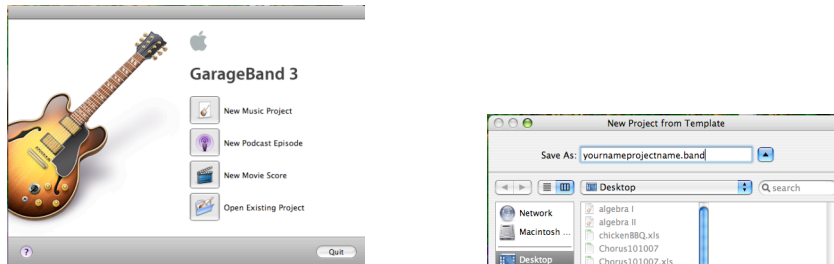 GarageBand 3
New Music Project
New Podcast Episode
New Movie Score
Open Existing Project
?
Quit
New Project from Template
Save As: yournameprojectname.band
Desktop
search
Network
Macintosh ...
Desktop
algebra I
algebra II
chickenBBQ.xls
Chorus101007
Chorus101007.xls